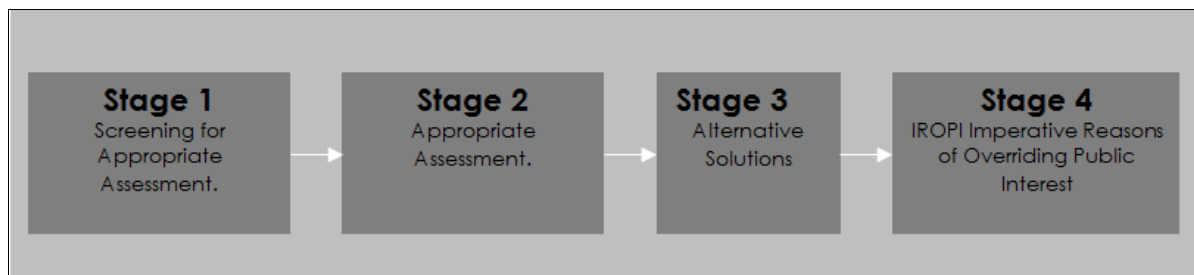 Stage 1
Screening for
Appropriate
Assessment.
Stage 2
Appropriate
Assessment.
Stage 3
Alternative
Solutions
Stage 4
IROPI Imperative Reasons
of Overriding Public
Interest